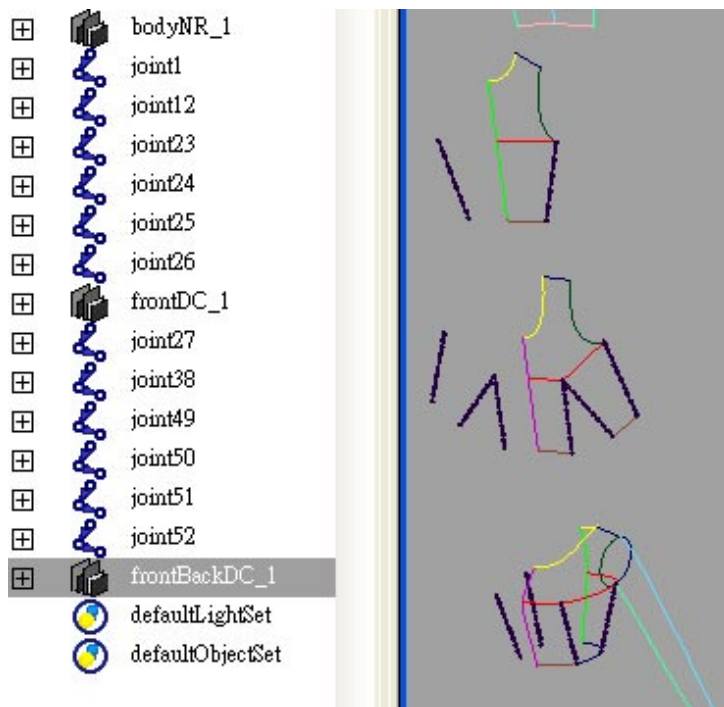 bodyNR_1
joint1
joint12
joint23
joint24
joint25
joint26
frontDC_1
joint27
joint38
joint49
joint50
joint51
joint52
frontBackDC_1
defaultLightSet
defaultObjectSet